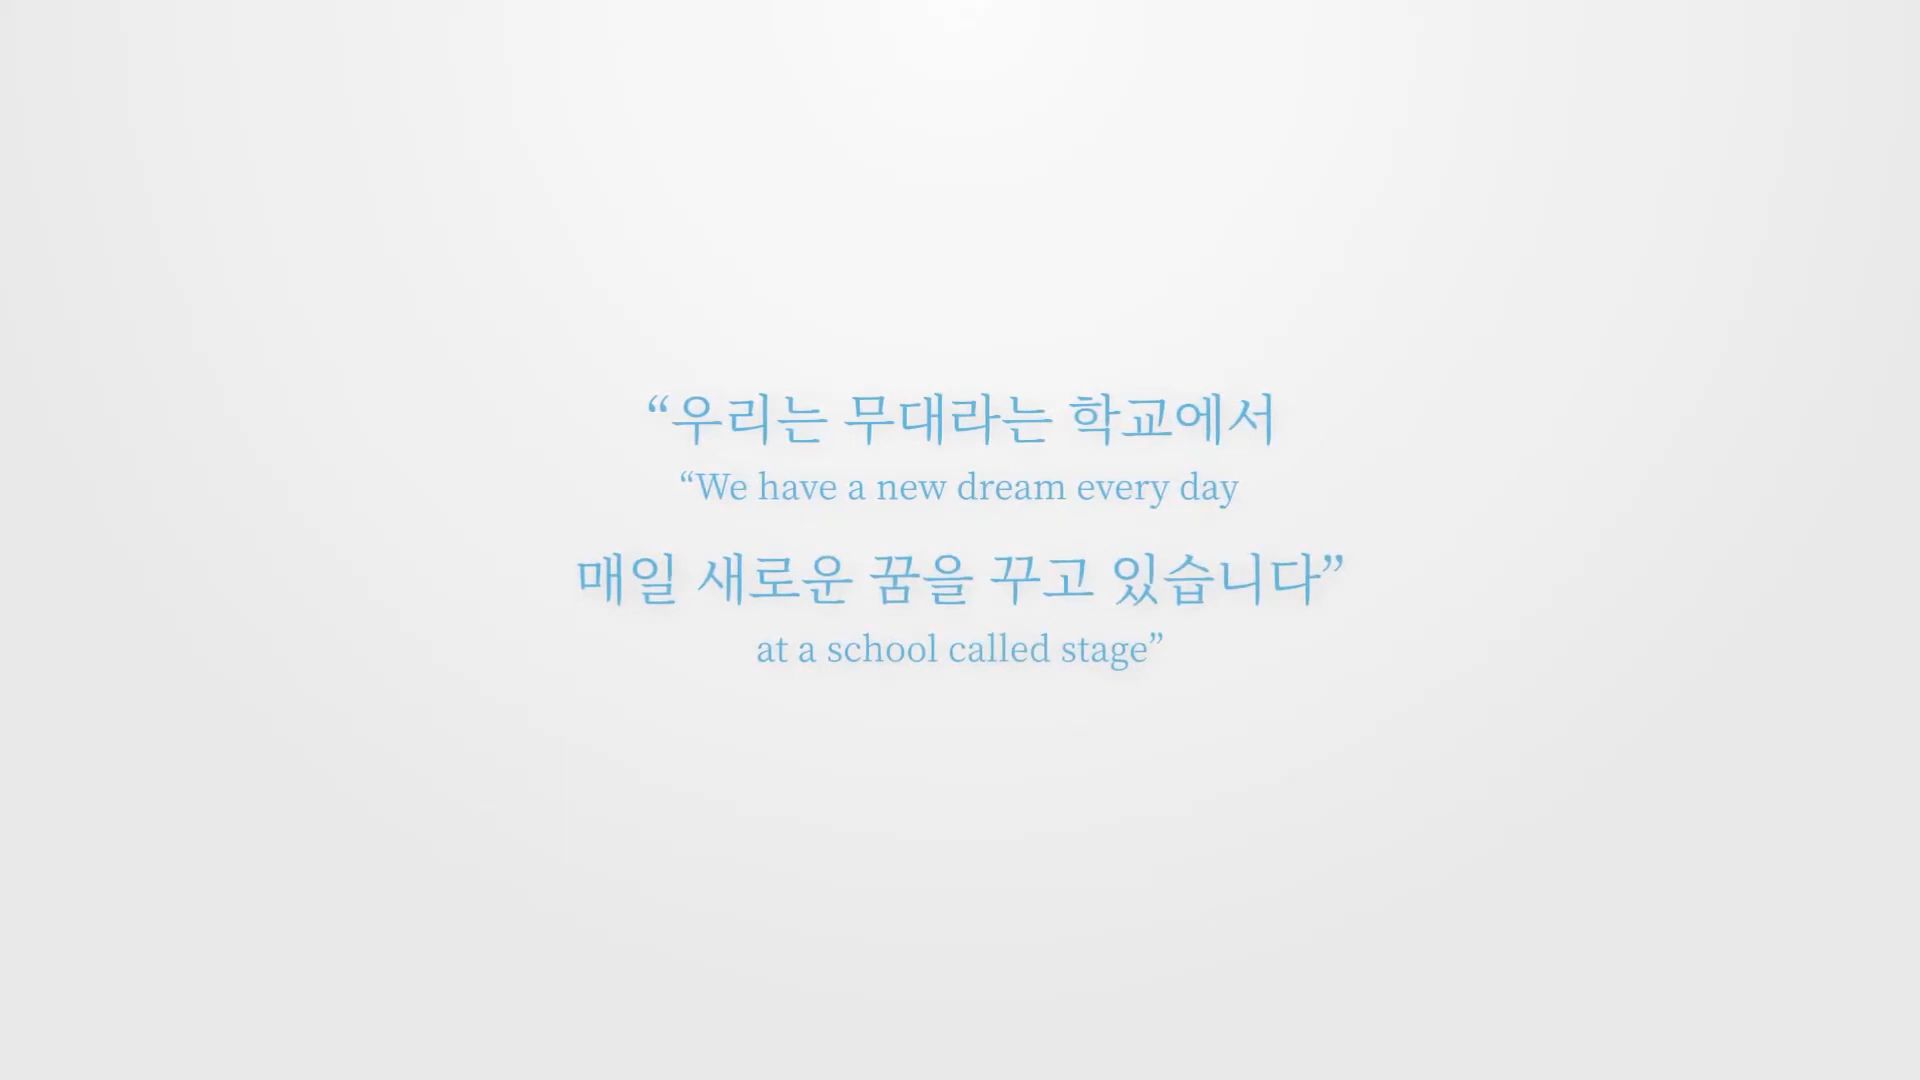 “우리는 무대라는 학교에서
“We have a new dream every day
매일 새로운 꿈을 꾸고 있습니다”
at a school called stage”